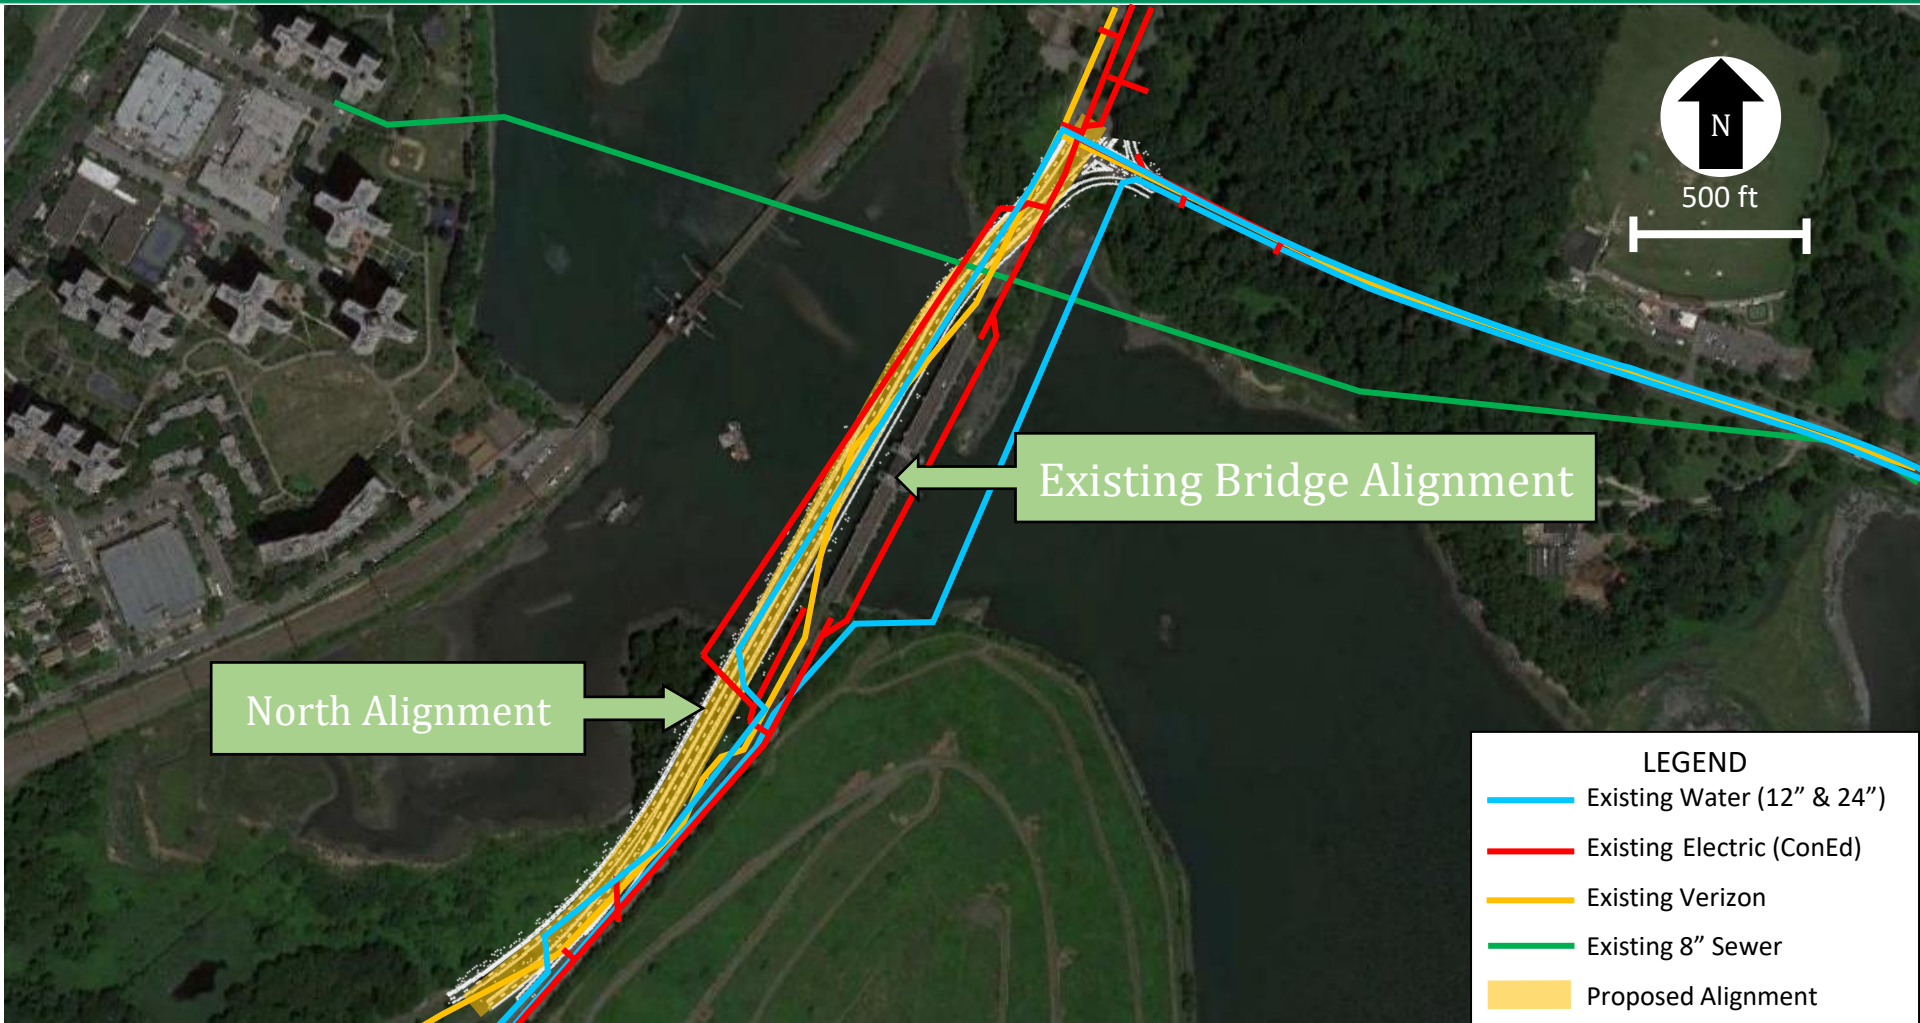 N
500 ft
Existing Bridge Alignment
North Alignment
LEGEND
Existing Water (12” & 24”)
Existing Electric (ConEd)
Existing Verizon
Existing 8” Sewer
Proposed Alignment